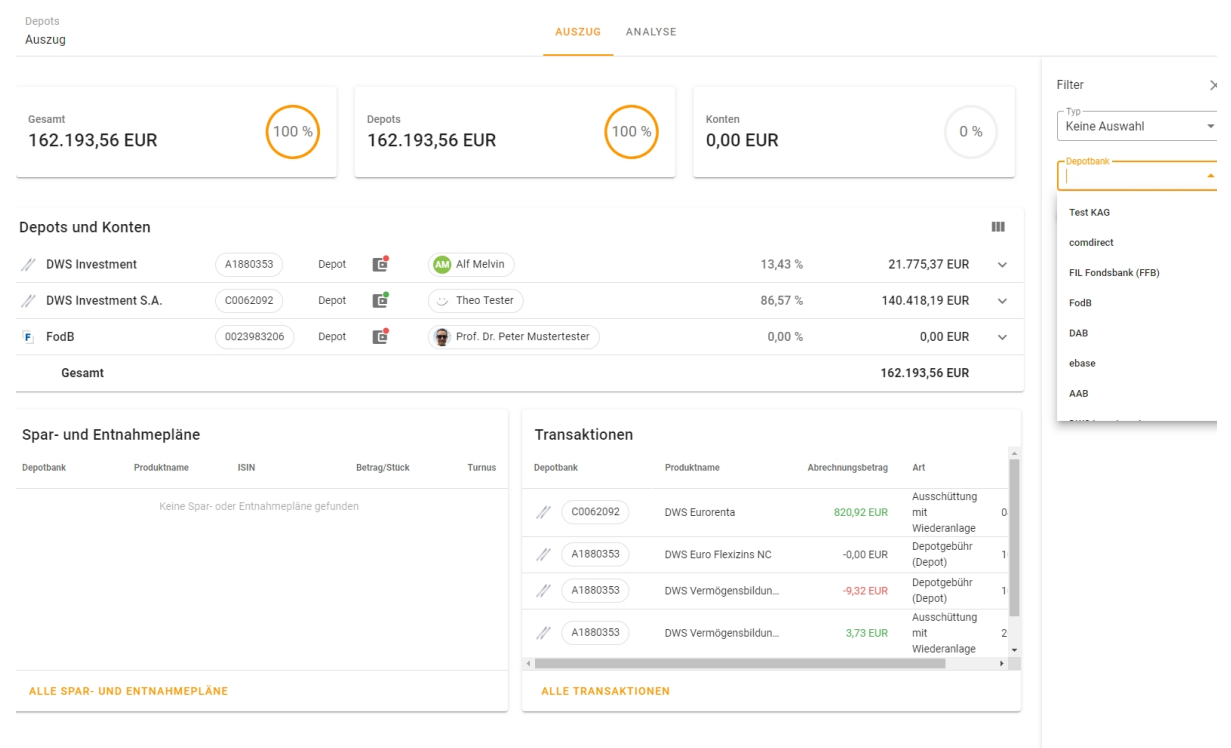 Depots
Auszug
AUSZUG ANALYSE
Gesamt
162.193,56 EUR
100 %
Depots
162.193,56 EUR
100 %
Konten
0,00 EUR
0 %
Depots und Konten
DWS Investment A1880353 Depot AM Alf Melvin 13,43 % 21.775,37 EUR
DWS Investment S.A. C0062092 Depot Theo Tester 86,57 % 140.418,19 EUR
F FodB 0023983206 Depot Prof. Dr. Peter Mustertester 0,00 % 0,00 EUR
Gesamt 162.193,56 EUR
Spar- und Entnahmepläne
Depotbank Produktname ISIN Betrag/Stück Turnus
Keine Spar- oder Entnahmepläne gefunden
ALLE SPAR- UND ENTNAHMEPLÄNE
Transaktionen
Depotbank Produktname Abrechnungsbetrag Art
C0062092 DWS Eurorenta 820,92 EUR Ausschüttung
mit
Wiederanlage
A1880353 DWS Euro Flexizins NC -0,00 EUR Depotgebühr
(Depot)
A1880353 DWS Vermögensbildun... -9,32 EUR Depotgebühr
(Depot)
A1880353 DWS Vermögensbildun... 3,73 EUR Ausschüttung
mit
Wiederanlage
ALLE TRANSAKTIONEN
Filter
Typ
Keine Auswahl
Depotbank
Test KAG
comdirect
FIL Fondsbank (FFB)
FodB
DAB
ebase
AAB